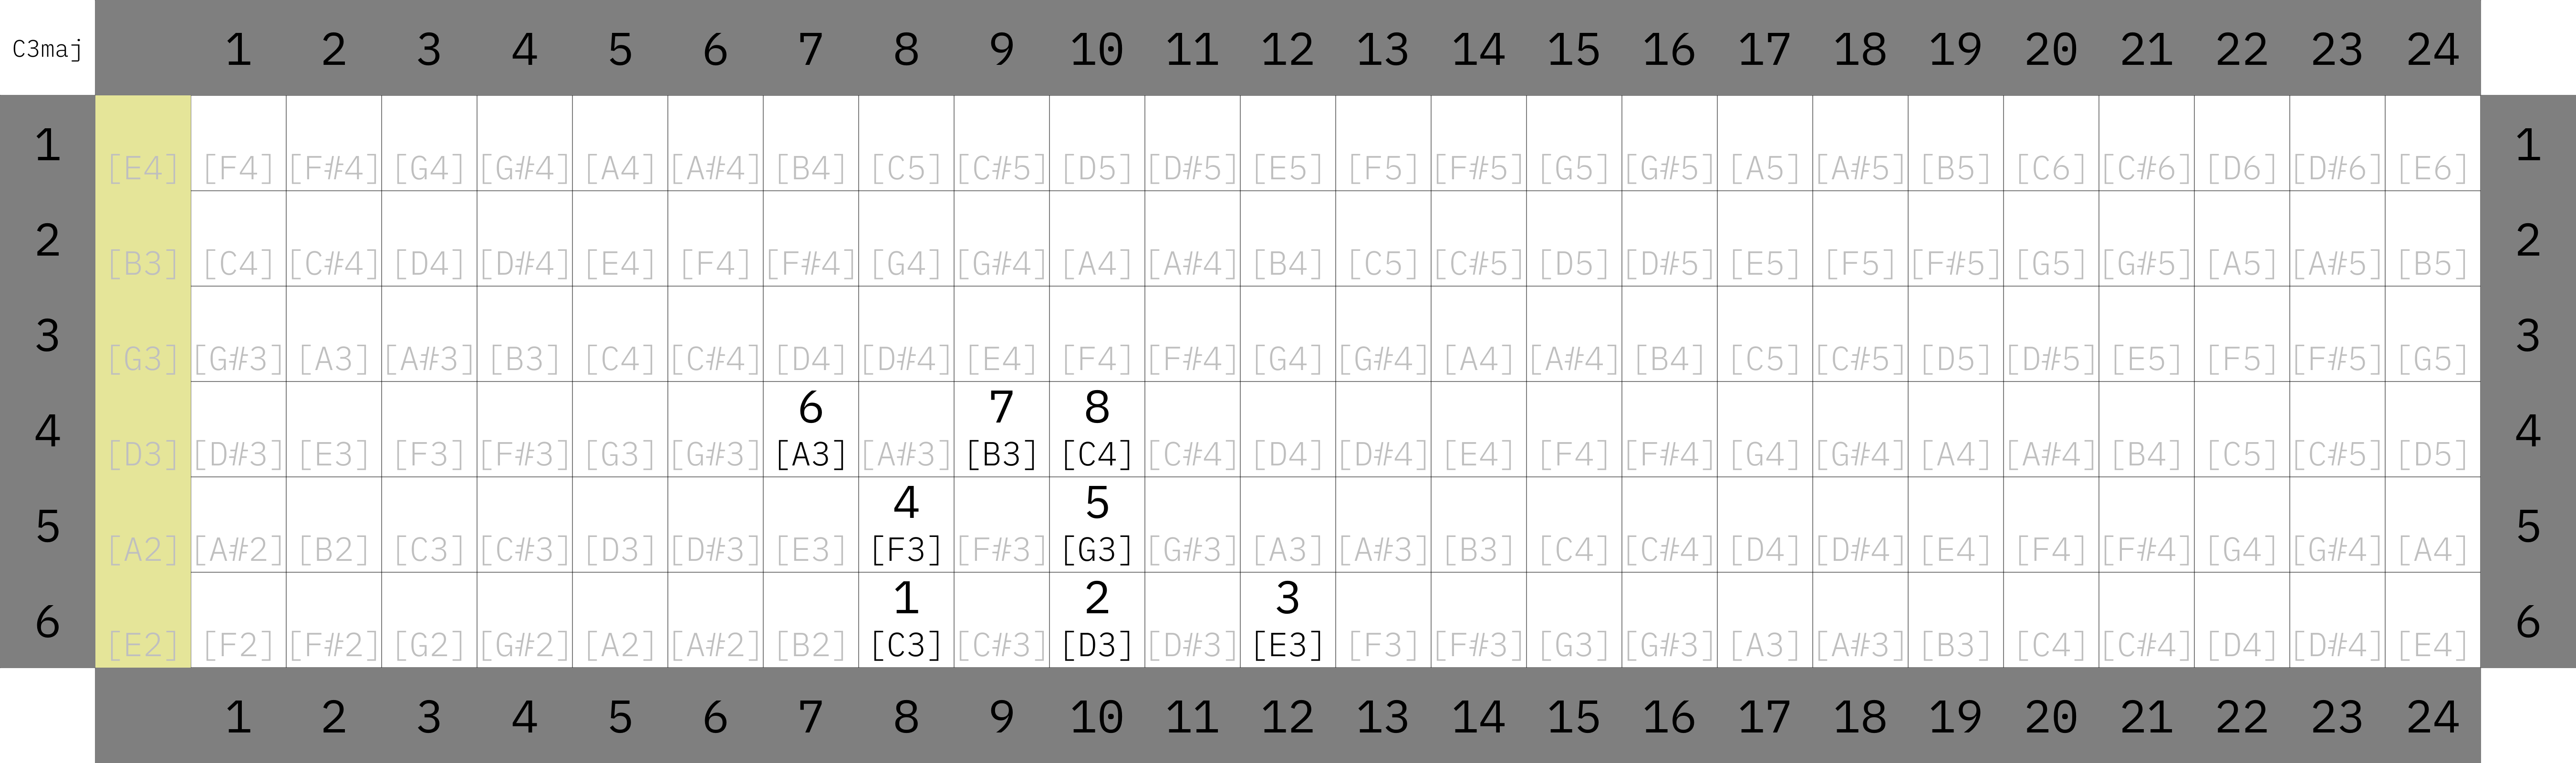 C3maj 1 2 3 4 5 6 7 8 9 10 11 12 13 14 15 16 17 18 19 20 21 22 23 24
1 [E4] [F4] [F#4] [G4] [G#4] [A4] [A#4] [B4] [C5] [C#5] [D5] [D#5] [E5] [F5] [F#5] [G5] [G#5] [A5] [A#5] [B5] [C6] [C#6] [D6] [D#6] [E6] 1
2 [B3] [C4] [C#4] [D4] [D#4] [E4] [F4] [F#4] [G4] [G#4] [A4] [A#4] [B4] [C5] [C#5] [D5] [D#5] [E5] [F5] [F#5] [G5] [G#5] [A5] [A#5] [B5] 2
3 [G3] [G#3] [A3] [A#3] [B3] [C4] [C#4] [D4] [D#4] [E4] [F4] [F#4] [G4] [G#4] [A4] [A#4] [B4] [C5] [C#5] [D5] [D#5] [E5] [F5] [F#5] [G5] 3
6 7 8
4 [D3] [D#3] [E3] [F3] [F#3] [G3] [G#3] [A3] [A#3] [B3] [C4] [C#4] [D4] [D#4] [E4] [F4] [F#4] [G4] [G#4] [A4] [A#4] [B4] [C5] [C#5] [D5] 4
4 5
5 [A2] [A#2] [B2] [C3] [C#3] [D3] [D#3] [E3] [F3] [F#3] [G3] [G#3] [A3] [A#3] [B3] [C4] [C#4] [D4] [D#4] [E4] [F4] [F#4] [G4] [G#4] [A4] 5
1 2 3
6 [E2] [F2] [F#2] [G2] [G#2] [A2] [A#2] [B2] [C3] [C#3] [D3] [D#3] [E3] [F3] [F#3] [G3] [G#3] [A3] [A#3] [B3] [C4] [C#4] [D4] [D#4] [E4] 6
1 2 3 4 5 6 7 8 9 10 11 12 13 14 15 16 17 18 19 20 21 22 23 24